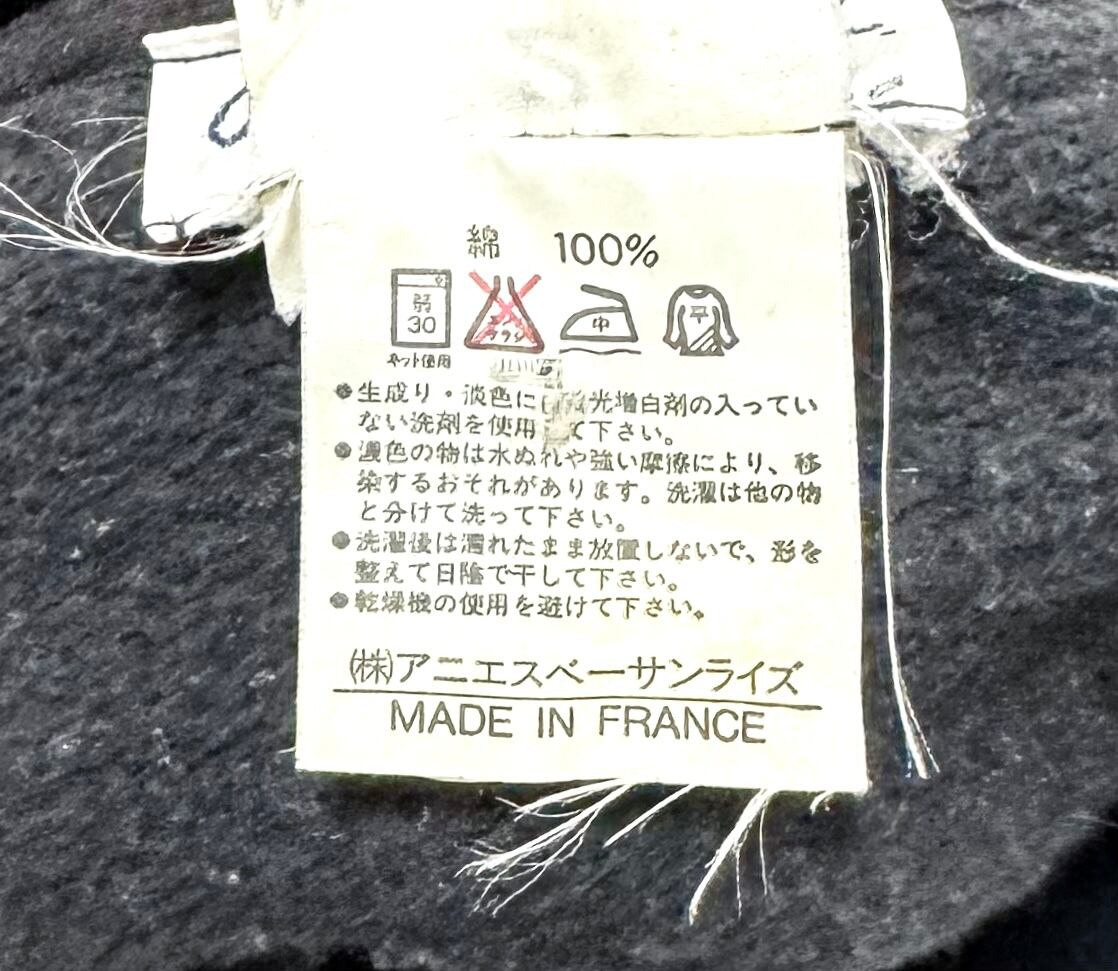 綿 100%
弱 30 エンソ サラシ 中 平
ネット使用
●生成り・淡色に 光増白剤の入ってい
ない洗剤を使用 て下さい。
●濃色の物は水ぬれや強い摩擦により、移
染するおそれがあります。洗濯は他の物
と分けて洗って下さい。
●洗濯後は濡れたまま放置しないで、形を
整えて日陰で干して下さい。
●乾燥機の使用を避けて下さい。
(株)アニエスベーサンライズ
MADE IN FRANCE